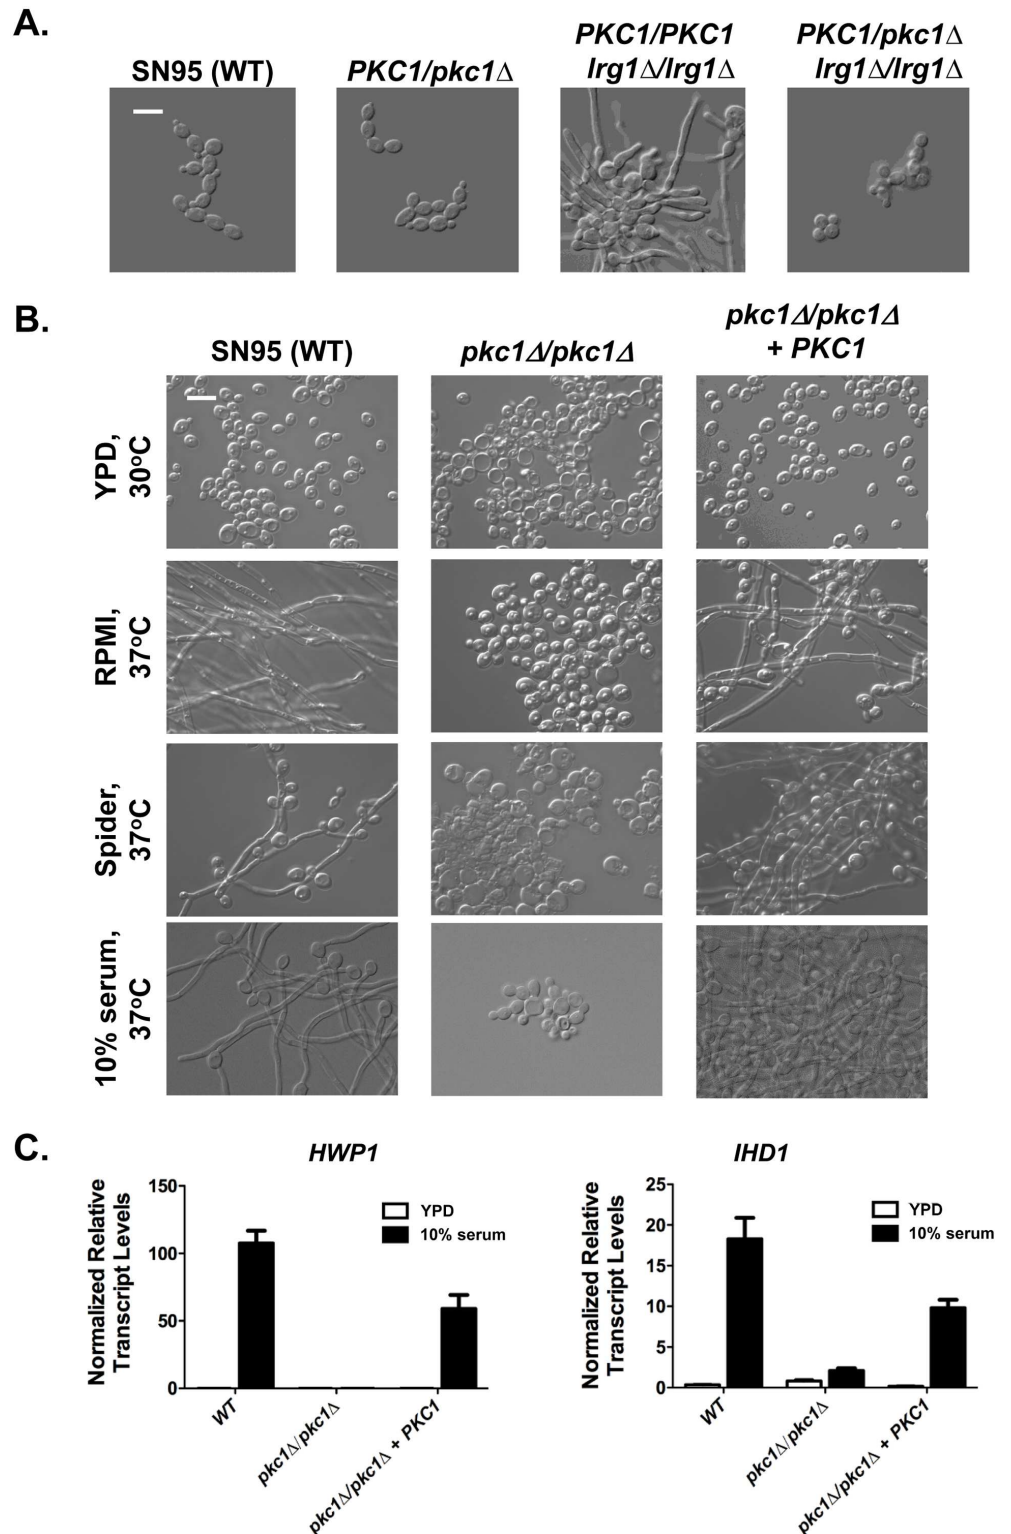 A.
SN95 (WT)
PKC1/pkc1Δ
PKC1/PKC1
lrg1Δ/lrg1Δ
PKC1/pkc1Δ
lrg1Δ/lrg1Δ
B.
SN95 (WT)
pkc1Δ/pkc1Δ
pkc1Δ/pkc1Δ
+ PKC1
YPD,
30°C
RPMI,
37°C
Spider,
37°C
10% serum,
37°C
C.
HWP1
Normalized Relative
Transcript Levels
150
100
50
0
YPD
10% serum
WT
pkc1Δ/pkc1Δ
pkc1Δ/pkc1Δ + PKC1
IHD1
Normalized Relative
Transcript Levels
25
20
15
10
5
0
YPD
10% serum
WT
pkc1Δ/pkc1Δ
pkc1Δ/pkc1Δ + PKC1